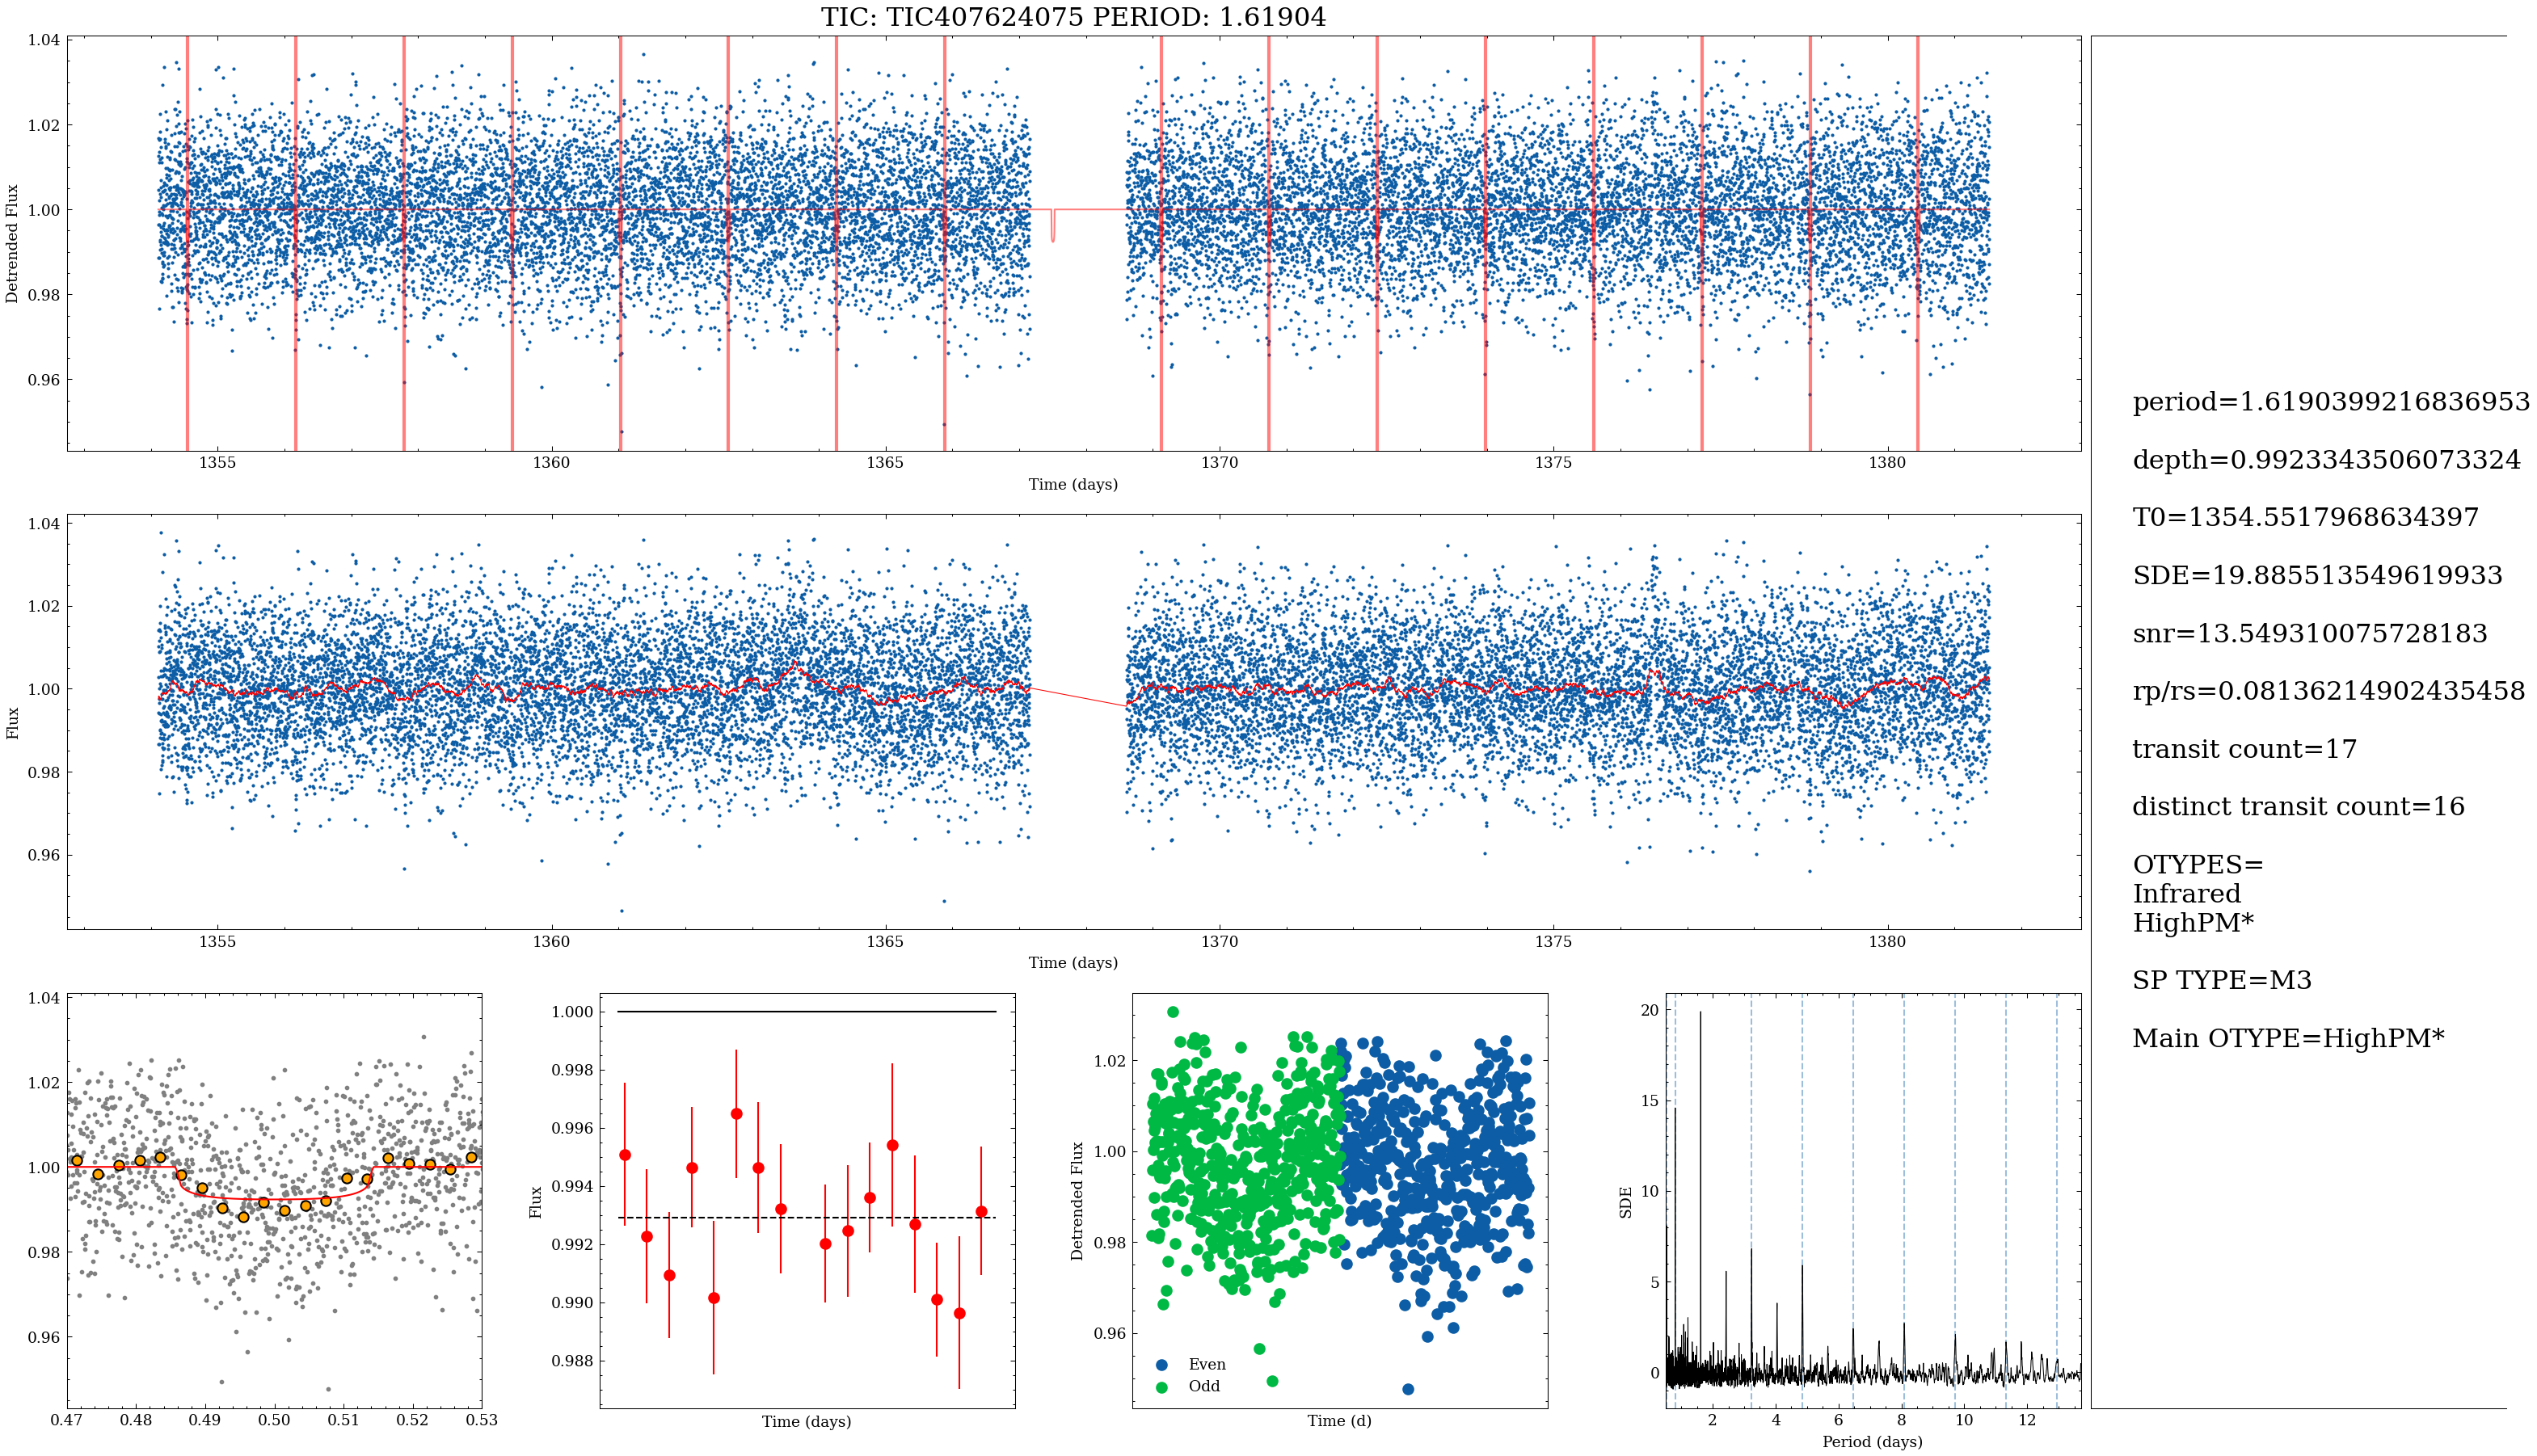 TIC: TIC407624075 PERIOD: 1.61904
1.04
1.02
1.00
0.98
0.96
Detrended Flux
1355
1360
1365
1370
1375
1380
Time (days)
1.04
1.02
1.00
0.98
0.96
Flux
1355
1360
1365
1370
1375
1380
Time (days)
1.04
1.02
1.00
0.98
0.96
0.47
0.48
0.49
0.50
0.51
0.52
0.53
1.000
0.998
0.996
0.994
0.992
0.990
0.988
Flux
Time (days)
1.02
1.00
0.98
0.96
Detrended Flux
Even
Odd
Time (d)
20
15
10
5
0
SDE
2
4
6
8
10
12
Period (days)
period=1.6190399216836953
depth=0.9923343506073324
T0=1354.5517968634397
SDE=19.885513549619933
snr=13.549310075728183
rp/rs=0.08136214902435458
transit count=17
distinct transit count=16
OTYPES=
Infrared
HighPM*
SP TYPE=M3
Main OTYPE=HighPM*